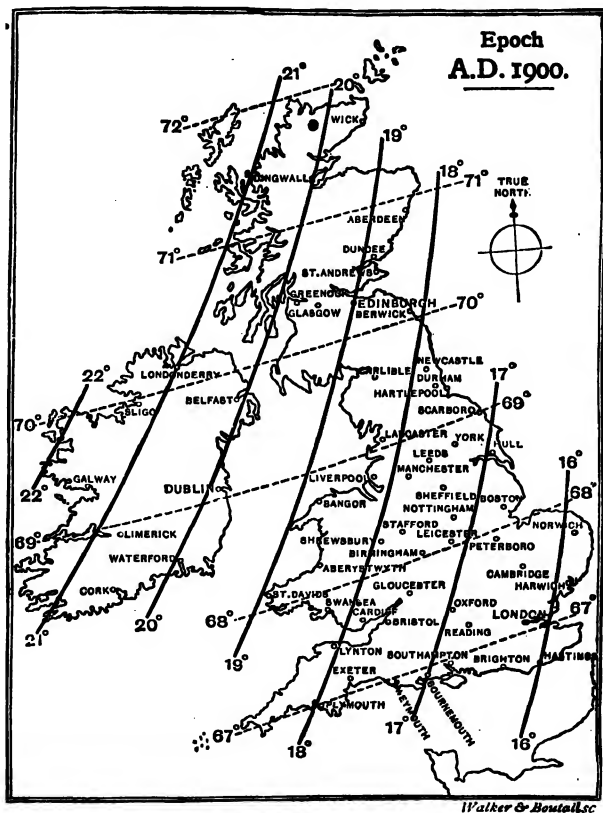 Epoch
A.D. 1900.
21°
20°
72°
WICK
19°
18°
DINGWALL
71°
TRUE
NORTH.
ABERDEEN
71°
DUNDEE
ST. ANDREWS
GREENOCK
EDINBURGH
70°
GLASGOW
BERWICK
NEWCASTLE
LONDONDERRY
CARLISLE
DURHAM
22°
HARTLEPOOL
17°
BELFAST
SCARBORO
69°
70°
SLIGO
LANCASTER
YORK
HULL
LEEDS
16°
GALWAY
LIVERPOOL
MANCHESTER
22°
DUBLIN
SHEFFIELD
BOSTON
68°
BANGOR
NOTTINGHAM
STAFFORD
NORWICH
69°
LIMERICK
SHREWSBURY
LEICESTER
PETERBORO
WATERFORD
BIRMINGHAM
ABERYSTWYTH
CAMBRIDGE
CORK
ST. DAVIDS
GLOUCESTER
HARWICH
SWANSEA
OXFORD
67°
21°
20°
68°
CARDIFF
BRISTOL
LONDON
READING
LYNTON
SOUTHAMPTON
BRIGHTON
HASTINGS
19°
EXETER
PLYMOUTH
WEYMOUTH
BOURNEMOUTH
67°
18°
17°
16°
Walker & Boutall sc